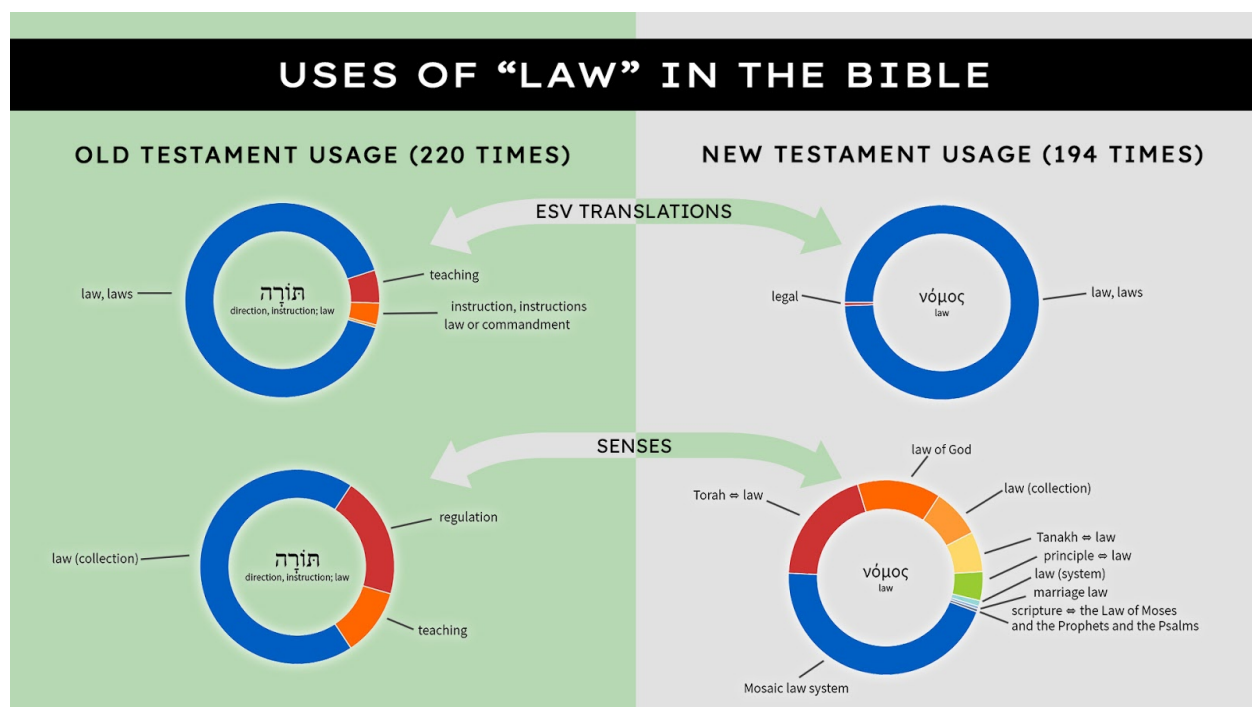 USES OF “LAW” IN THE BIBLE
OLD TESTAMENT USAGE (220 TIMES)
NEW TESTAMENT USAGE (194 TIMES)
ESV TRANSLATIONS
law, laws
תּוֹרָה
direction, instruction; law
teaching
instruction, instructions
law or commandment
legal
νόμος
law
law, laws
SENSES
law (collection)
תּוֹרָה
direction, instruction; law
regulation
teaching
law of God
Torah ⇔ law
law (collection)
Tanakh ⇔ law
principle ⇔ law
law (system)
marriage law
scripture ⇔ the Law of Moses
and the Prophets and the Psalms
νόμος
law
Mosaic law system